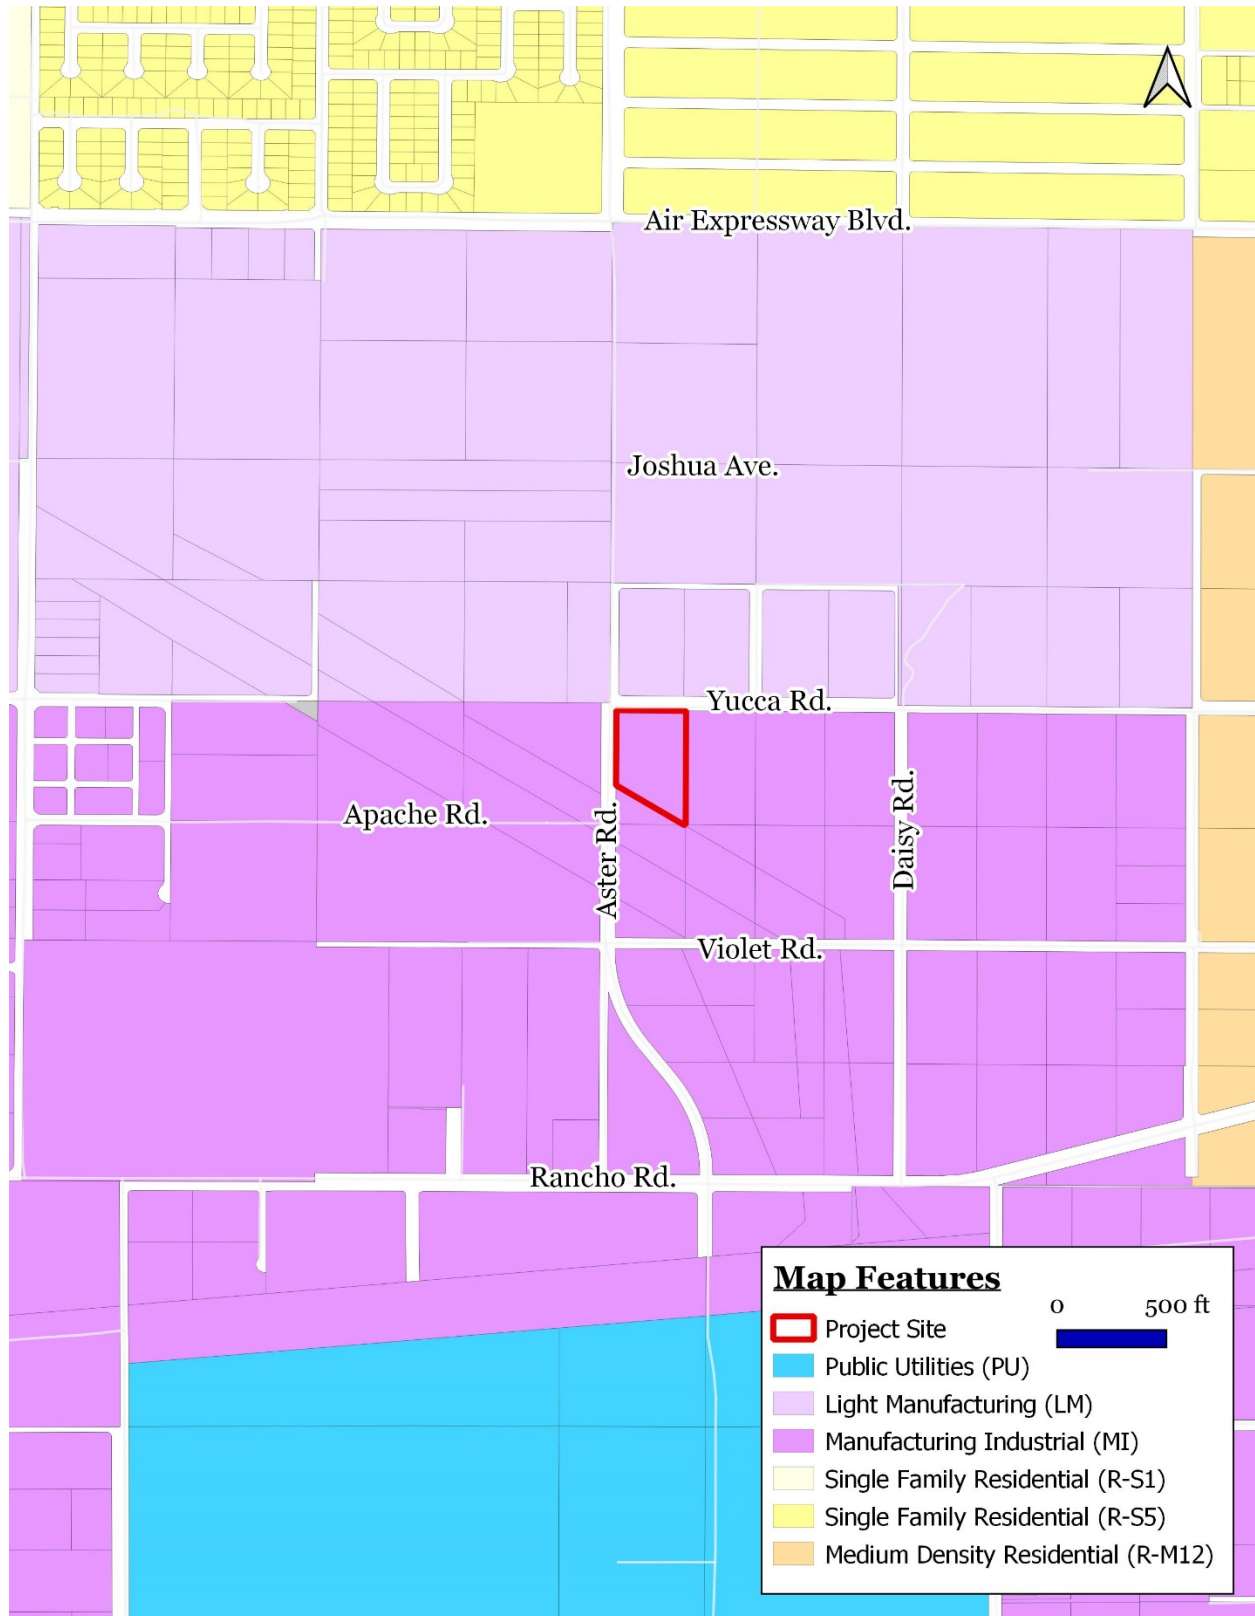 Air Expressway Blvd.
Joshua Ave.
Yucca Rd.
Apache Rd.
Aster Rd.
Daisy Rd.
Violet Rd.
Rancho Rd.
Map Features
0 500 ft
Project Site
Public Utilities (PU)
Light Manufacturing (LM)
Manufacturing Industrial (MI)
Single Family Residential (R-S1)
Single Family Residential (R-S5)
Medium Density Residential (R-M12)